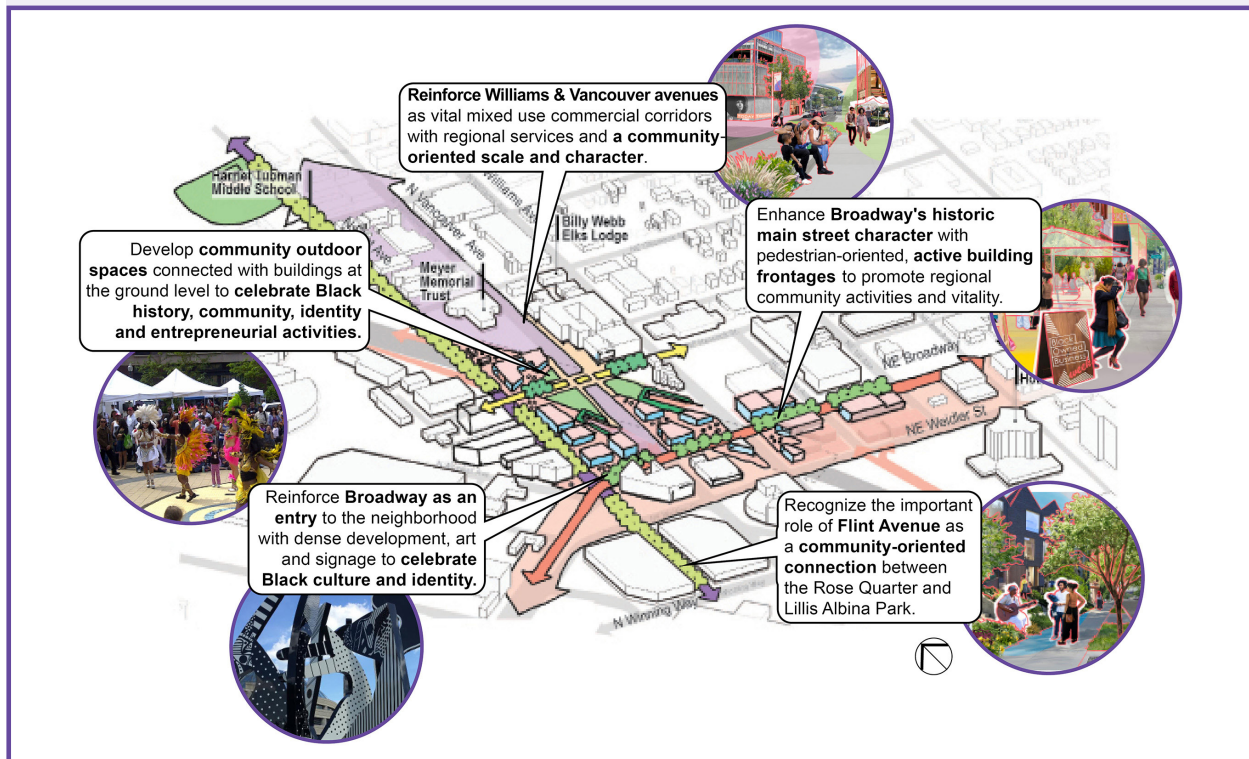 Reinforce Williams & Vancouver avenues
as vital mixed use commercial corridors
with regional services and a community-
oriented scale and character.
Harriet Tubman
Middle School
N Vancouver Ave
Williams Ave
Billy Webb
Elks Lodge
Enhance Broadway's historic
main street character with
pedestrian-oriented, active building
frontages to promote regional
community activities and vitality.
Develop community outdoor
spaces connected with buildings at
the ground level to celebrate Black
history, community, identity
and entrepreneurial activities.
Ave
Meyer
Memorial
Trust
Black
Owned
Business
week
NE Broadway
NE Weidler St
Reinforce Broadway as an
entry to the neighborhood
with dense development, art
and signage to celebrate
Black culture and identity.
Recognize the important
role of Flint Avenue as
a community-oriented
connection between
the Rose Quarter and
Lillis Albina Park.
N Winning Way